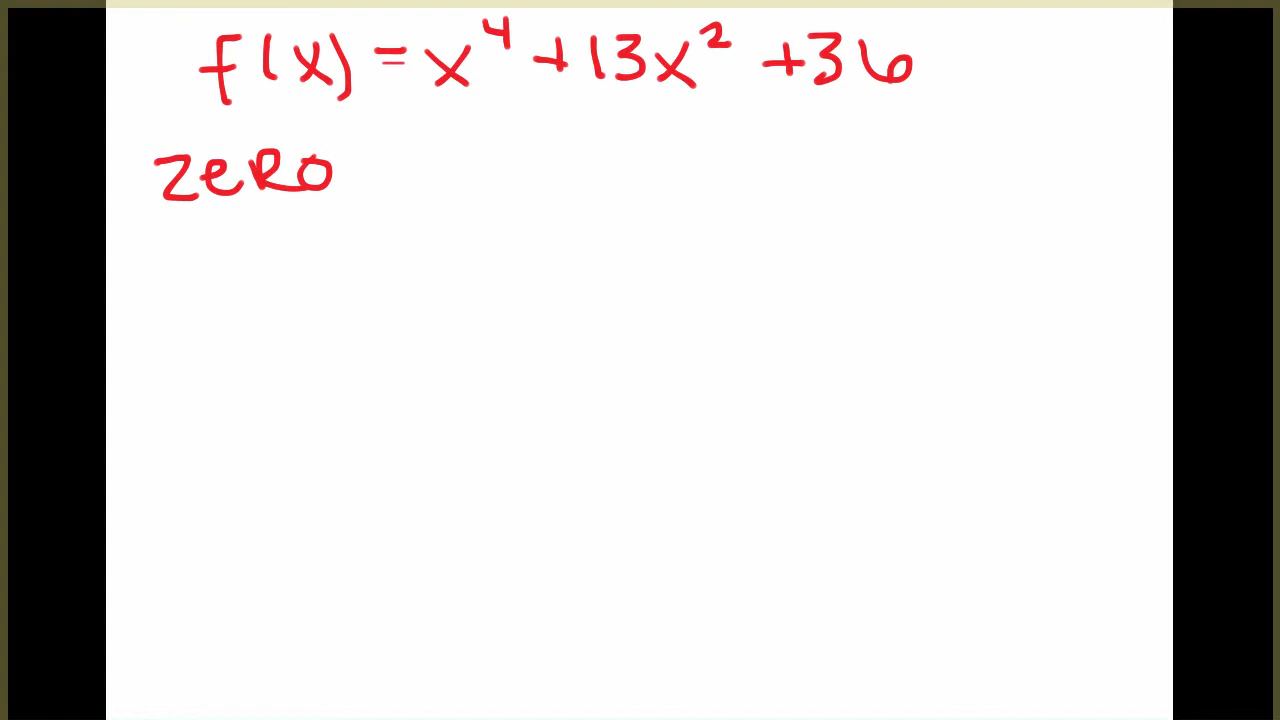 f(x) = x⁴ + 13x² + 36
zeRo